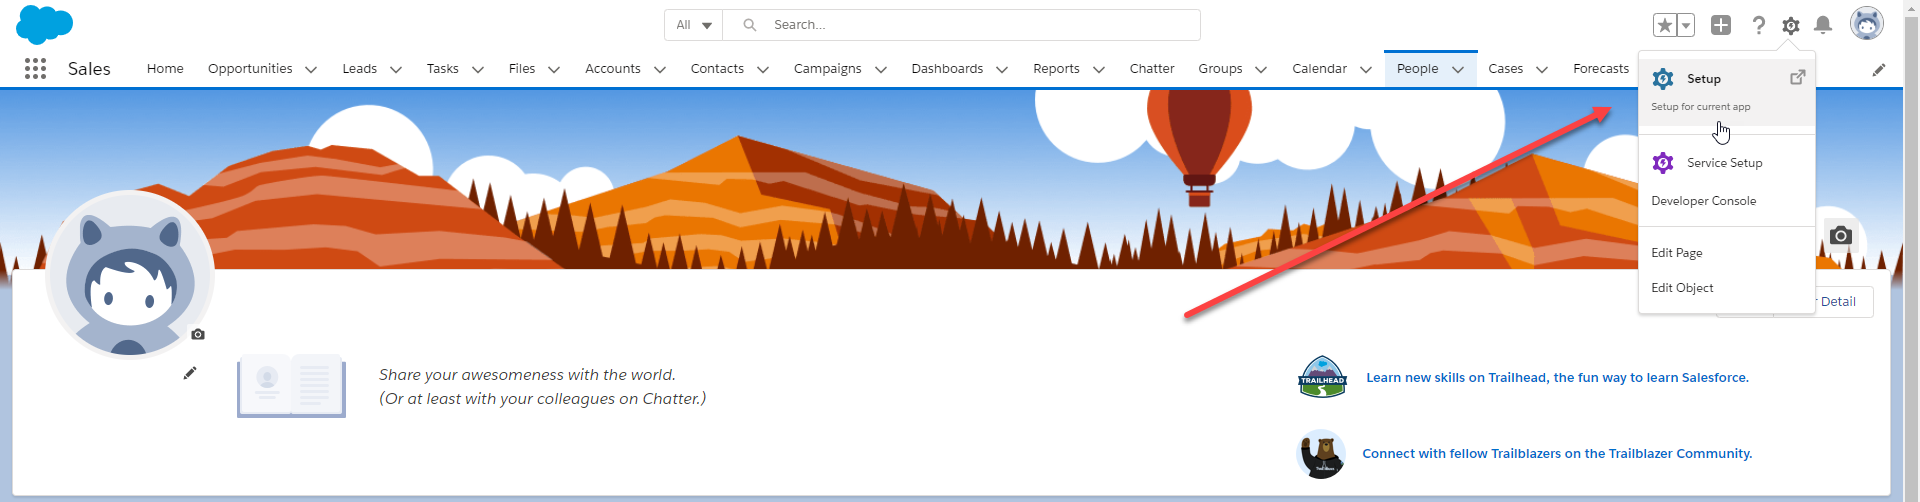 All
Search...
Sales
Home
Opportunities
Leads
Tasks
Files
Accounts
Contacts
Campaigns
Dashboards
Reports
Chatter
Groups
Calendar
People
Cases
Forecasts
Setup
Setup for current app
Service Setup
Developer Console
Edit Page
Edit Object
Detail
Share your awesomeness with the world.
(Or at least with your colleagues on Chatter.)
TRAILHEAD
Learn new skills on Trailhead, the fun way to learn Salesforce.
Connect with fellow Trailblazers on the Trailblazer Community.